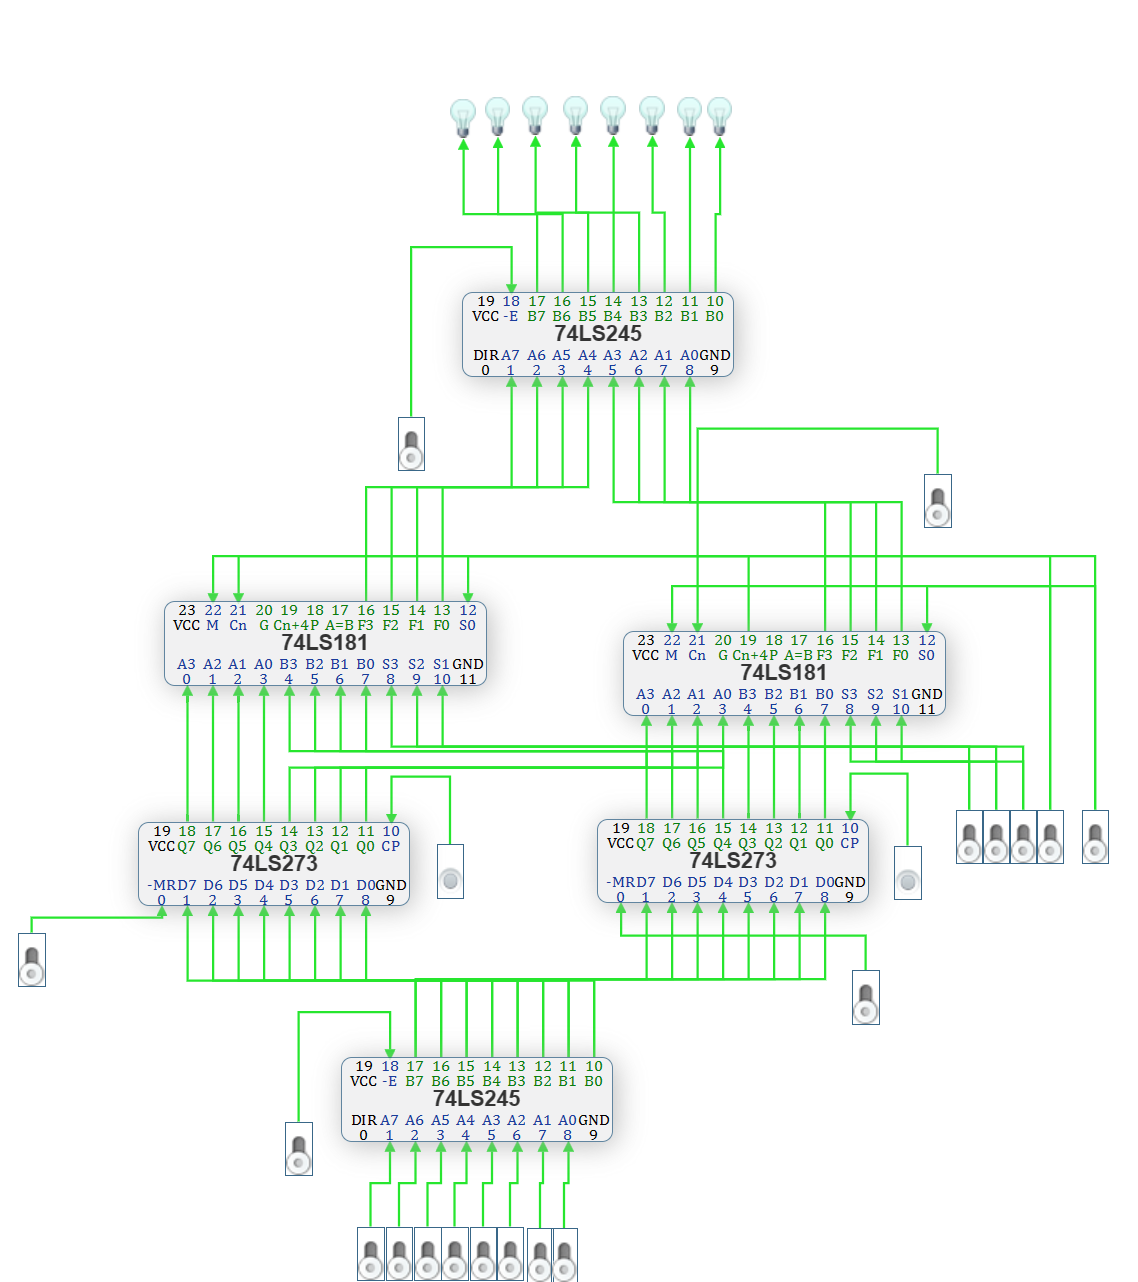 19 18 17 16 15 14 13 12 11 10
VCC -E B7 B6 B5 B4 B3 B2 B1 B0
74LS245
DIR A7 A6 A5 A4 A3 A2 A1 A0 GND
0 1 2 3 4 5 6 7 8 9
23 22 21 20 19 18 17 16 15 14 13 12
VCC M Cn G Cn+4 P A=B F3 F2 F1 F0 S0
74LS181
A3 A2 A1 A0 B3 B2 B1 B0 S3 S2 S1 GND
0 1 2 3 4 5 6 7 8 9 10 11
23 22 21 20 19 18 17 16 15 14 13 12
VCC M Cn G Cn+4 P A=B F3 F2 F1 F0 S0
74LS181
A3 A2 A1 A0 B3 B2 B1 B0 S3 S2 S1 GND
0 1 2 3 4 5 6 7 8 9 10 11
19 18 17 16 15 14 13 12 11 10
VCC Q7 Q6 Q5 Q4 Q3 Q2 Q1 Q0 CP
74LS273
-MR D7 D6 D5 D4 D3 D2 D1 D0 GND
0 1 2 3 4 5 6 7 8 9
19 18 17 16 15 14 13 12 11 10
VCC Q7 Q6 Q5 Q4 Q3 Q2 Q1 Q0 CP
74LS273
-MR D7 D6 D5 D4 D3 D2 D1 D0 GND
0 1 2 3 4 5 6 7 8 9
19 18 17 16 15 14 13 12 11 10
VCC -E B7 B6 B5 B4 B3 B2 B1 B0
74LS245
DIR A7 A6 A5 A4 A3 A2 A1 A0 GND
0 1 2 3 4 5 6 7 8 9